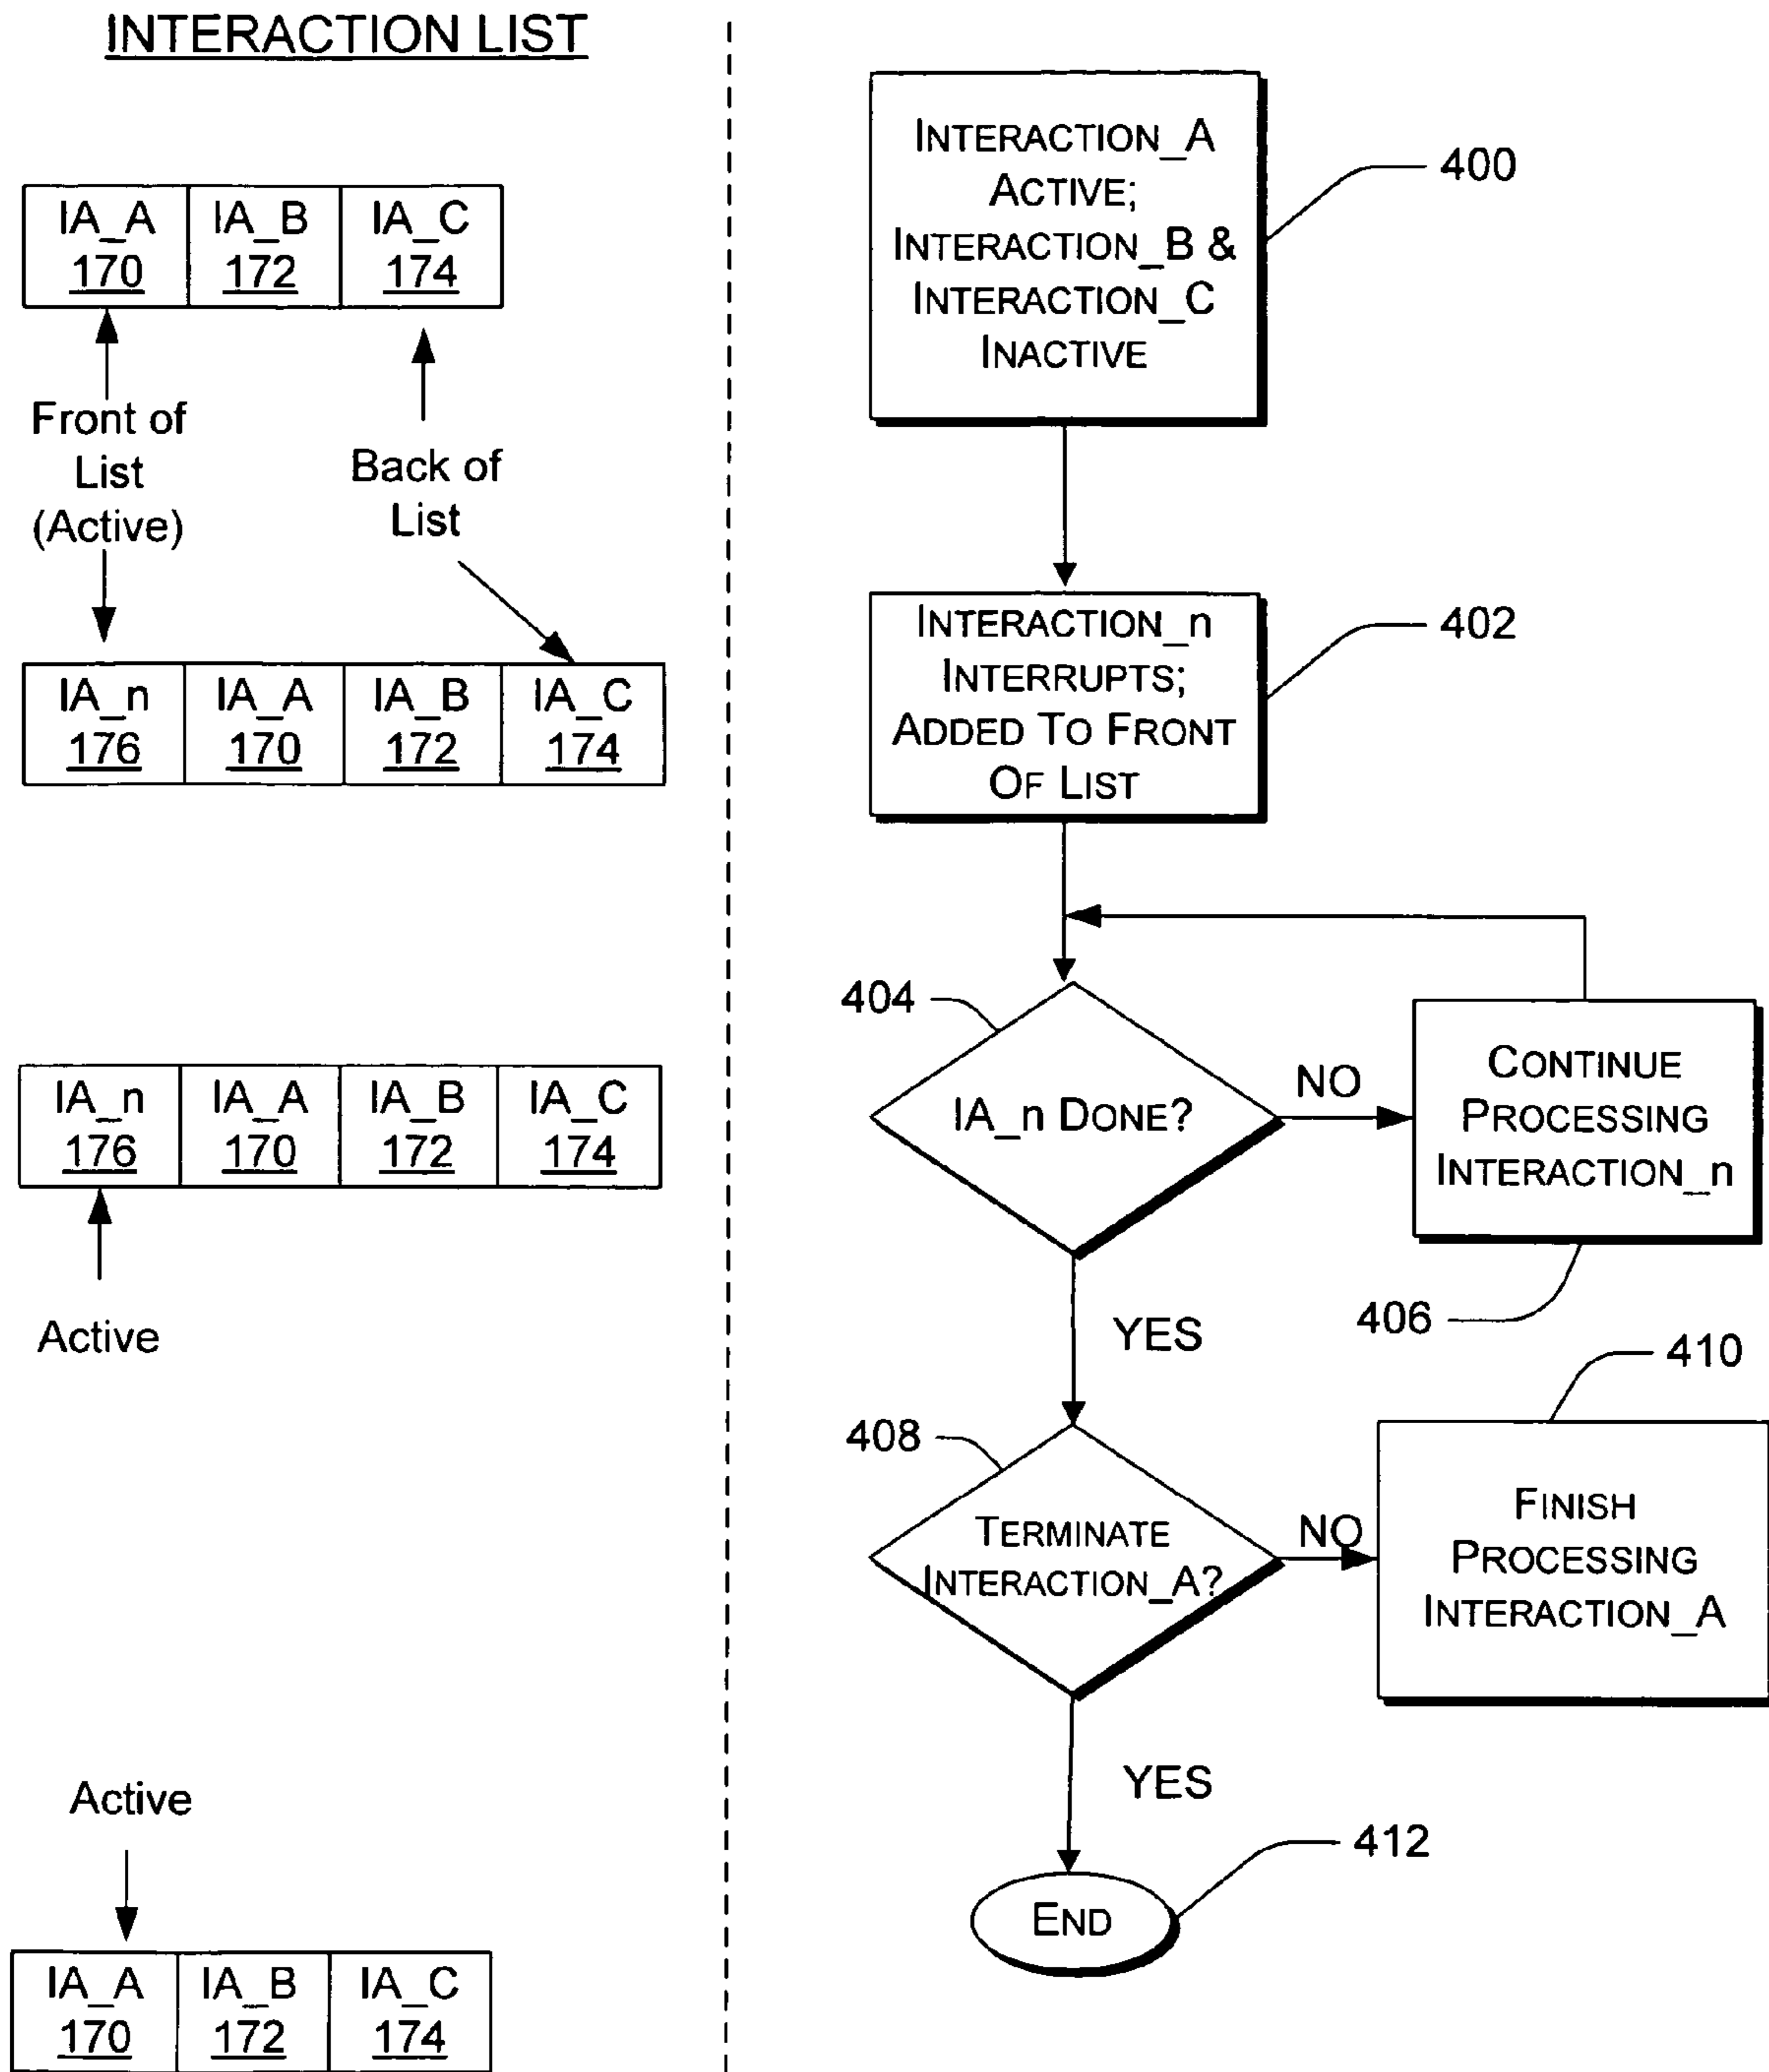 INTERACTION LIST
IA_A IA_B IA_C
170 172 174
Front of
List
(Active)
Back of
List
IA_n IA_A IA_B IA_C
176 170 172 174
IA_n IA_A IA_B IA_C
176 170 172 174
Active
Active
IA_A IA_B IA_C
170 172 174
INTERACTION_A
ACTIVE;
INTERACTION_B &
INTERACTION_C
INACTIVE
400
INTERACTION_n
INTERRUPTS;
ADDED TO FRONT
OF LIST
402
404
IA_n DONE?
NO
CONTINUE
PROCESSING
INTERACTION_n
406
YES
408
TERMINATE
INTERACTION_A?
NO
410
FINISH
PROCESSING
INTERACTION_A
YES
412
END